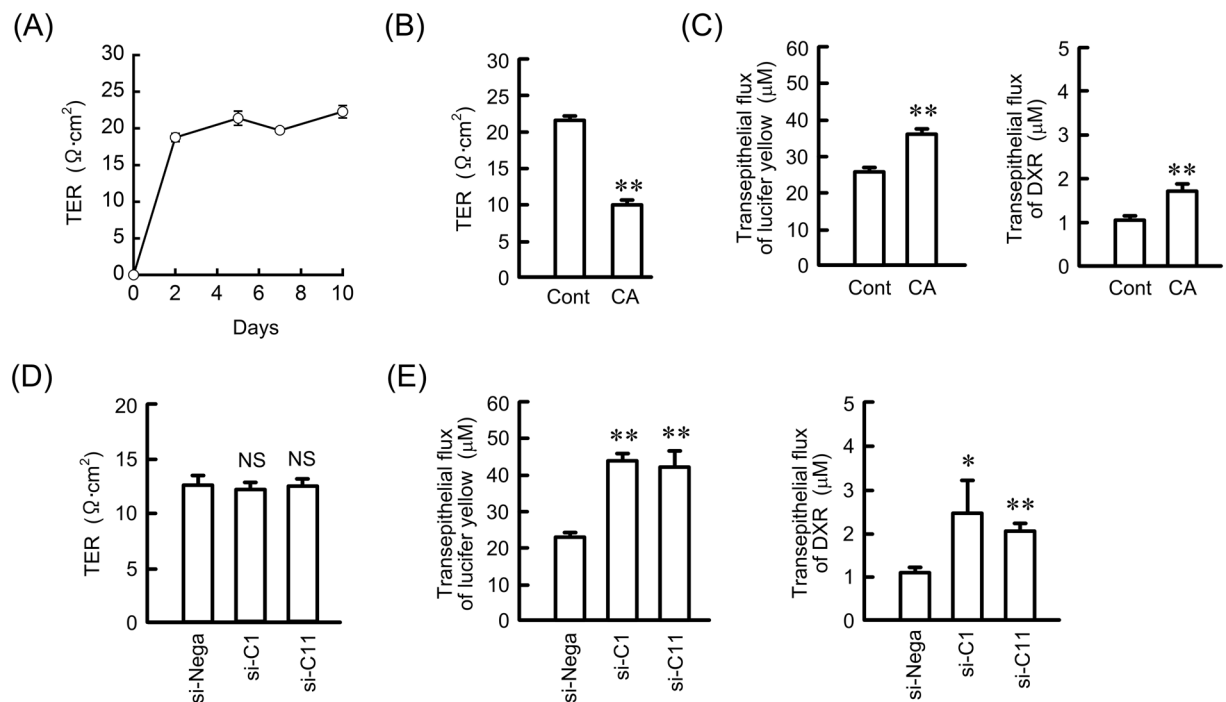 (A)
30
25
20
15
10
5
0
TER (Ω·cm²)
0 2 4 6 8 10
Days
(B)
30
25
20
15
10
5
0
TER (Ω·cm²)
**
Cont CA
(C)
60
50
40
30
20
10
0
Transepithelial flux
of lucifer yellow (μM)
**
Cont CA
5
4
3
2
1
0
Transepithelial flux
of DXR (μM)
**
Cont CA
(D)
20
15
10
5
0
TER (Ω·cm²)
NS NS
si-Nega
si-C1
si-C11
(E)
60
50
40
30
20
10
0
Transepithelial flux
of lucifer yellow (μM)
** **
si-Nega
si-C1
si-C11
5
4
3
2
1
0
Transepithelial flux
of DXR (μM)
*
**
si-Nega
si-C1
si-C11